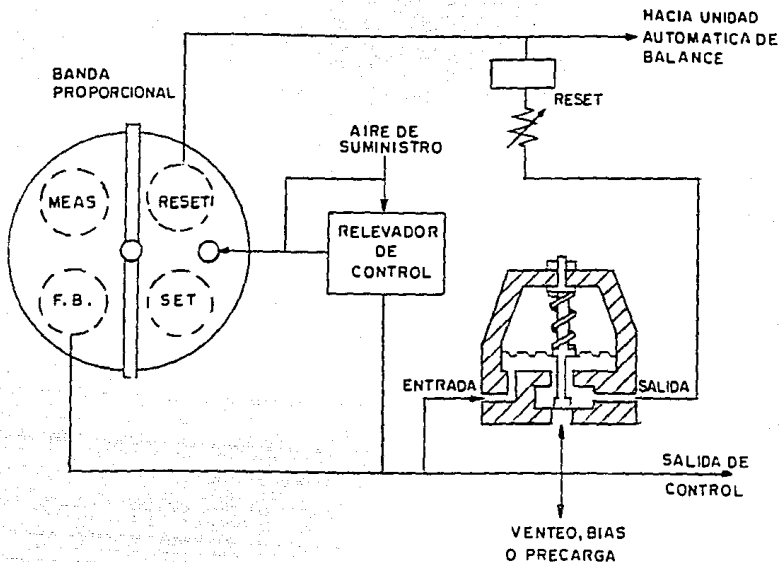 HACIA UNIDAD
AUTOMATICA DE
BALANCE
BANDA
PROPORCIONAL
RESET
AIRE DE
SUMINISTRO
MEAS
RESET
RELEVADOR
DE
CONTROL
F.B.
SET
ENTRADA
SALIDA
SALIDA DE
CONTROL
VENTEO, BIAS
O PRECARGA